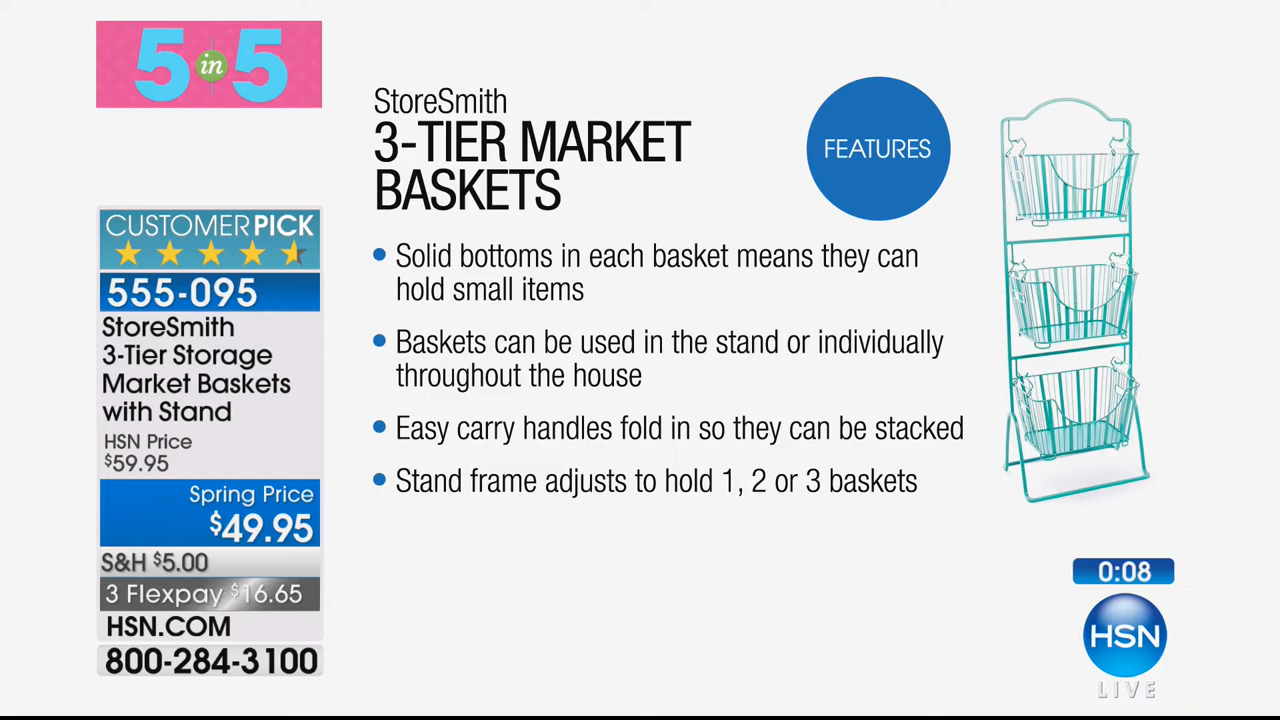 5 in 5
StoreSmith
3-TIER MARKET
BASKETS
FEATURES
• Solid bottoms in each basket means they can
hold small items
• Baskets can be used in the stand or individually
throughout the house
• Easy carry handles fold in so they can be stacked
• Stand frame adjusts to hold 1, 2 or 3 baskets
CUSTOMER PICK
555-095
StoreSmith
3-Tier Storage
Market Baskets
with Stand
HSN Price
$59.95
Spring Price
$49.95
S&H $5.00
3 Flexpay $16.65
HSN.COM
800-284-3100
0:08
HSN
LIVE